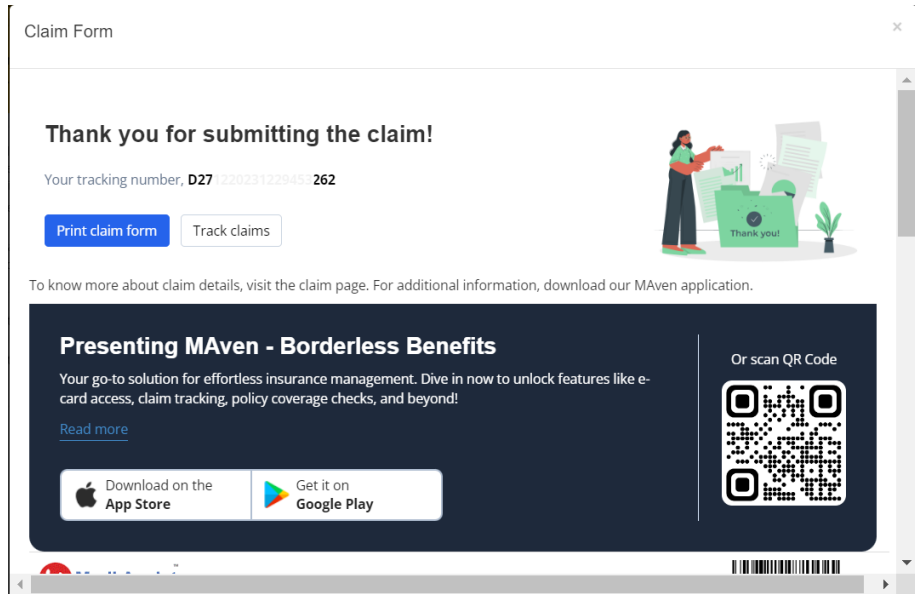 Claim Form
×
Thank you for submitting the claim!
Your tracking number, D271220231229453262
Print claim form
Track claims
Thank you!
To know more about claim details, visit the claim page. For additional information, download our MAven application.
Presenting MAven - Borderless Benefits
Your go-to solution for effortless insurance management. Dive in now to unlock features like e-
card access, claim tracking, policy coverage checks, and beyond!
Read more
Download on the
App Store
Get it on
Google Play
Or scan QR Code